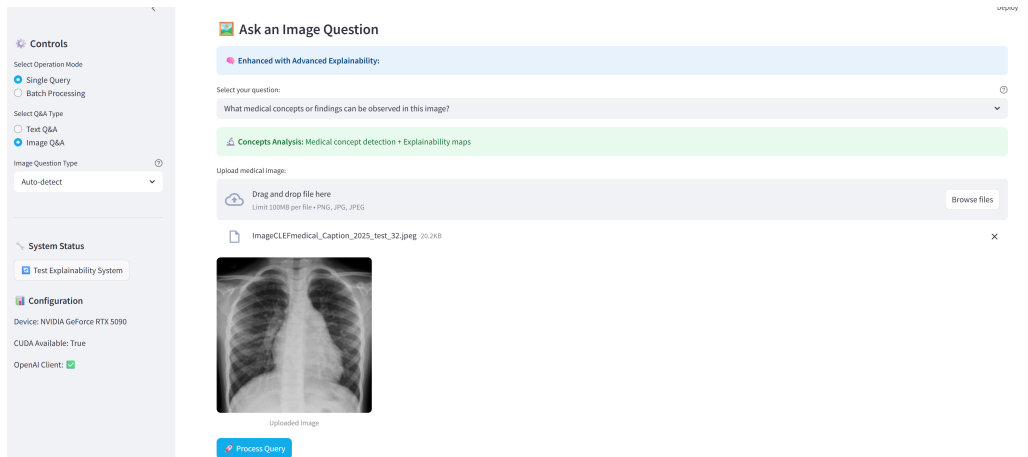 Deploy
Controls
Select Operation Mode
Single Query
Batch Processing
Select Q&A Type
Text Q&A
Image Q&A
Image Question Type
Auto-detect
System Status
Test Explainability System
Configuration
Device: NVIDIA GeForce RTX 5090
CUDA Available: True
OpenAI Client:
Ask an Image Question
Enhanced with Advanced Explainability:
Select your question:
What medical concepts or findings can be observed in this image?
Concepts Analysis: Medical concept detection + Explainability maps
Upload medical image:
Drag and drop file here
Limit 100MB per file • PNG, JPG, JPEG
Browse files
ImageCLEFmedical_Caption_2025_test_32.jpeg 20.2KB
Uploaded Image
Process Query